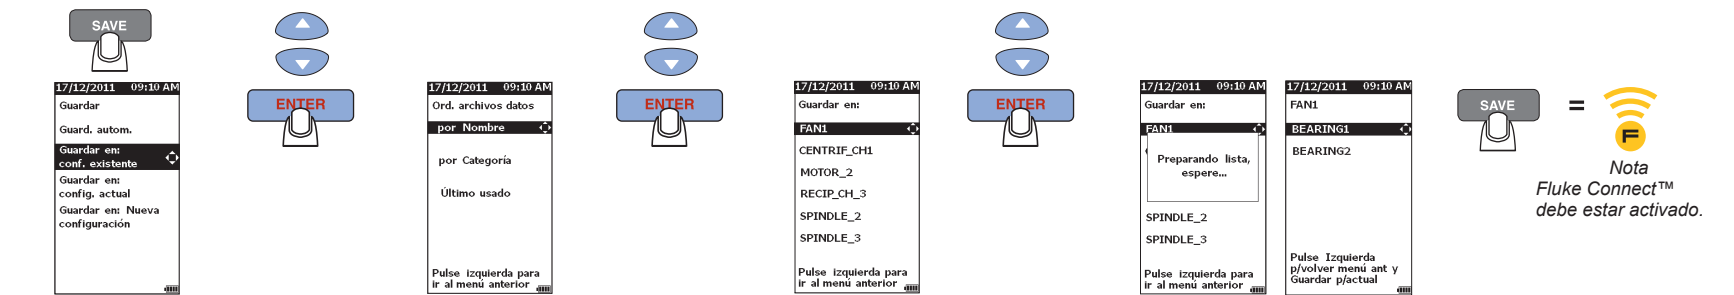 SAVE
17/12/2011 09:10 AM
Guardar
Guard. autom.
Guardar en:
conf. existente
Guardar en:
config. actual
Guardar en: Nueva
configuración
ENTER
17/12/2011 09:10 AM
Ord. archivos datos
por Nombre
por Categoría
Último usado
Pulse izquierda para
ir al menú anterior
ENTER
17/12/2011 09:10 AM
Guardar en:
FAN1
CENTRIF_CH1
MOTOR_2
RECIP_CH_3
SPINDLE_2
SPINDLE_3
Pulse izquierda para
ir al menú anterior
ENTER
17/12/2011 09:10 AM
Guardar en:
FAN1
Preparando lista,
espere...
SPINDLE_2
SPINDLE_3
Pulse izquierda para
ir al menú anterior
17/12/2011 09:10 AM
FAN1
BEARING1
BEARING2
Pulse Izquierda
p/volver menú ant y
Guardar p/actual
SAVE
=
F
Nota
Fluke Connect™
debe estar activado.